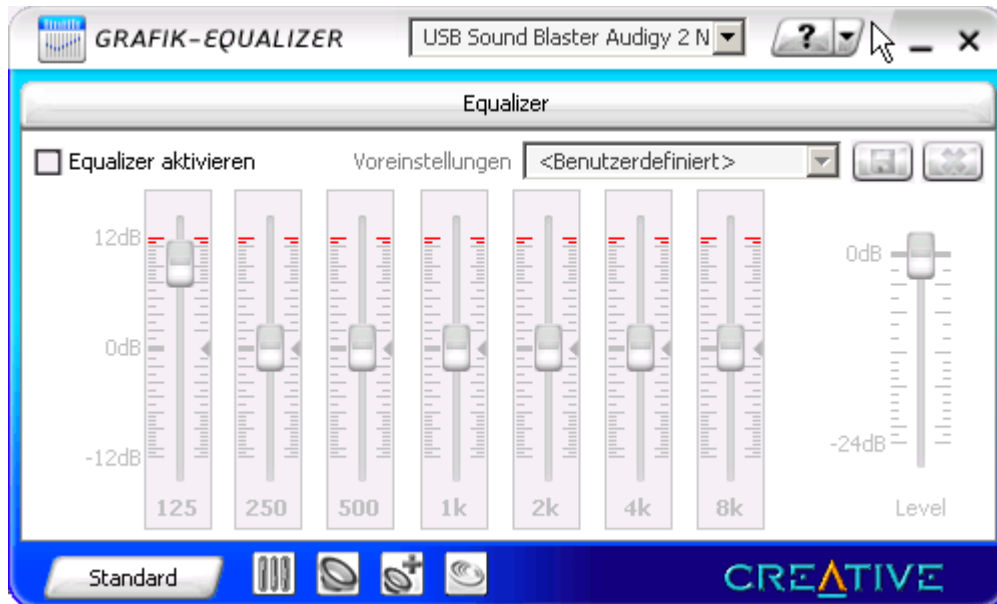 GRAFIK-EQUALIZER
USB Sound Blaster Audigy 2 N
?
Equalizer
Equalizer aktivieren
Voreinstellungen
<Benutzerdefiniert>
12dB
0dB
-12dB
0dB
-24dB
125 250 500 1k 2k 4k 8k Level
Standard
CREATIVE